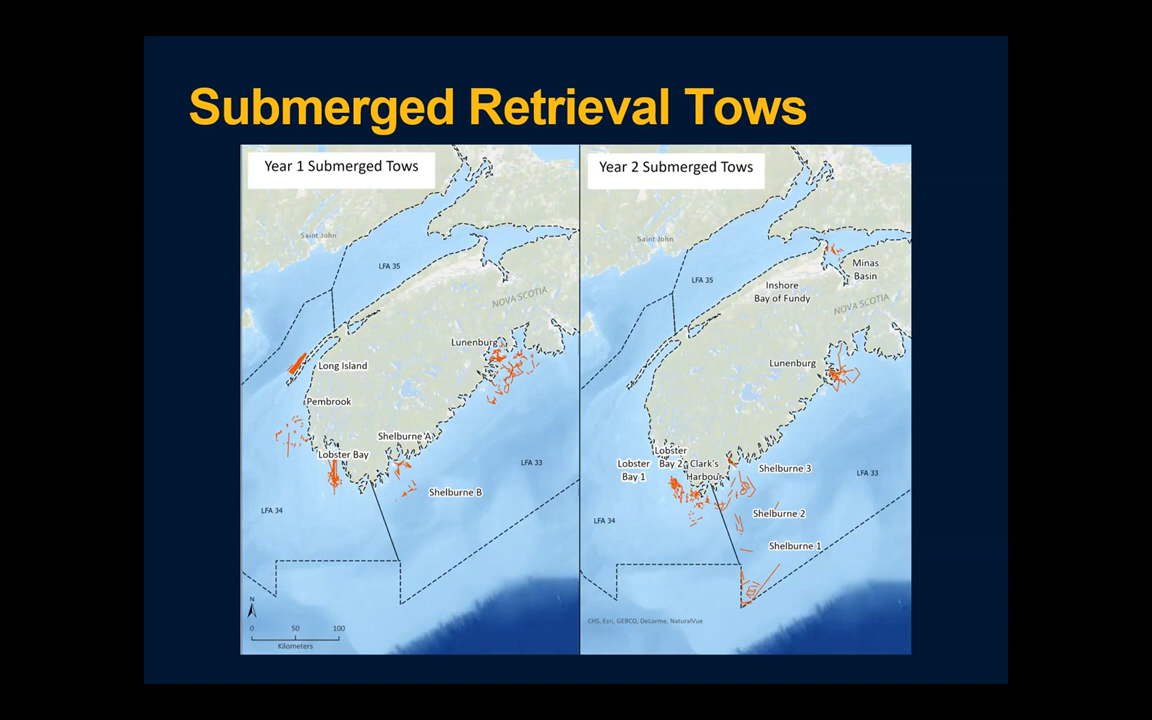 Submerged Retrieval Tows
Year 1 Submerged Tows
Saint John
LFA 35
NOVA SCOTIA
Lunenburg
Long Island
Pembrook
Shelburne A
Lobster Bay
LFA 33
Shelburne B
LFA 34
N
0 50 100
Kilometers
Year 2 Submerged Tows
Saint John
Minas
Basin
LFA 35
Inshore
Bay of Fundy
NOVA SCOTIA
Lunenburg
Lobster
Bay 2
Lobster
Bay 1
Clark's
Harbour
Shelburne 3
LFA 33
Shelburne 2
LFA 34
Shelburne 1
CHS, Esri, GEBCO, DeLorme, NaturalVue